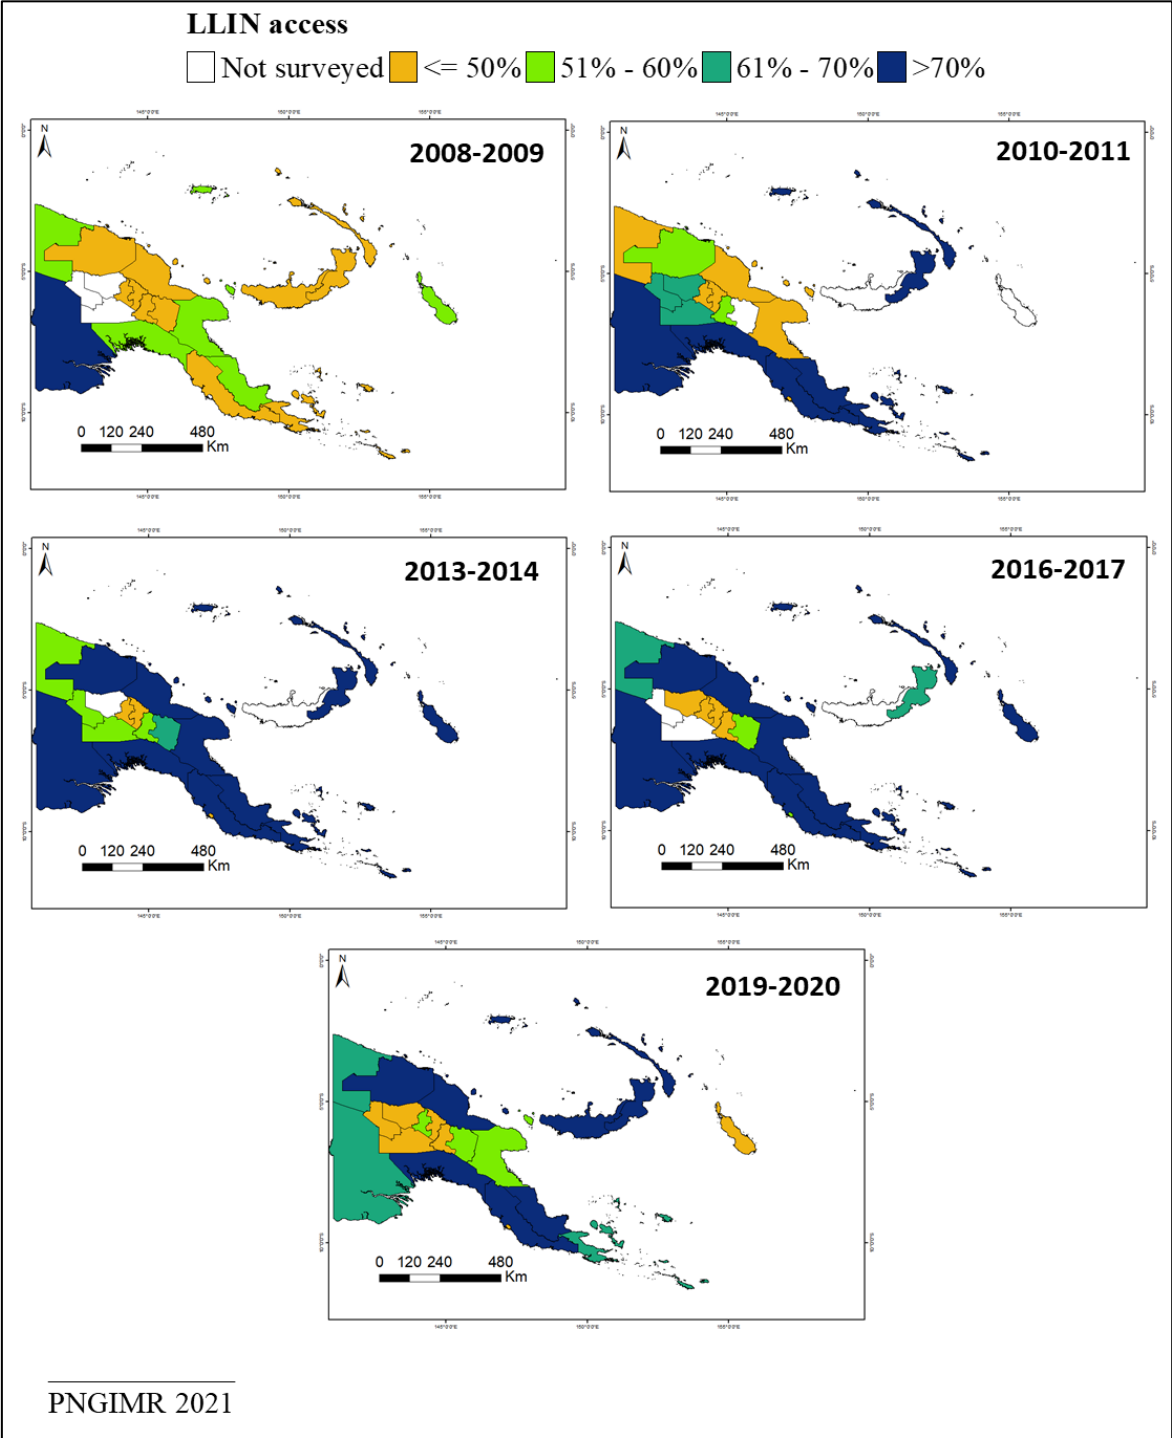 LLIN access
Not surveyed <= 50% 51% - 60% 61% - 70% >70%
N
2008-2009
0 120 240 480
Km
N
2010-2011
0 120 240 480
Km
N
2013-2014
0 120 240 480
Km
N
2016-2017
0 120 240 480
Km
N
2019-2020
0 120 240 480
Km
PNGIMR 2021